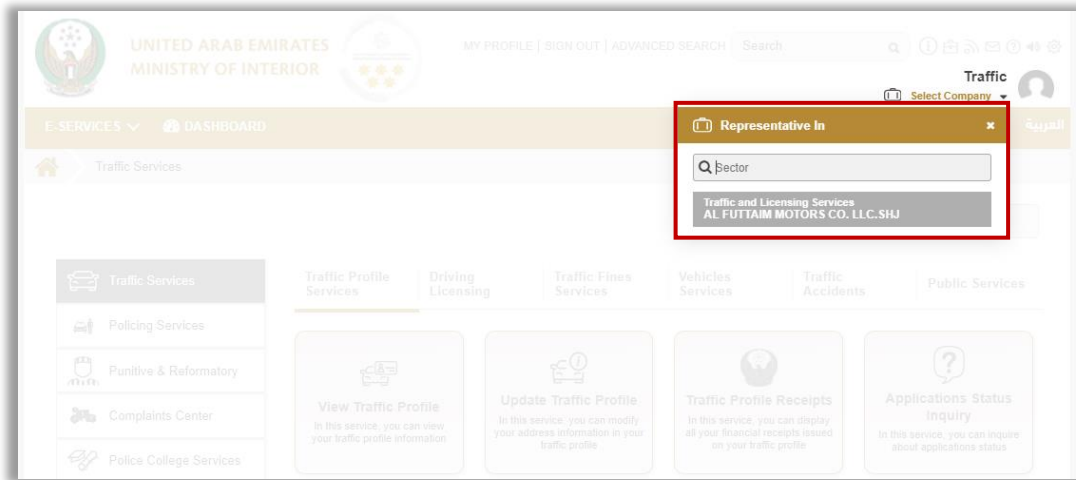 UNITED ARAB EMIRATES
MINISTRY OF INTERIOR
MY PROFILE | SIGN OUT | ADVANCED SEARCH
Search
Traffic
Select Company
E-SERVICES
DASHBOARD
Representative In
العربية
Traffic Services
Sector
Traffic and Licensing Services
AL FUTTAIM MOTORS CO. LLC.SHJ
Traffic Services
Policing Services
Punitive & Reformatory
Complaints Center
Police College Services
Traffic Profile
Services
Driving
Licensing
Traffic Fines
Services
Vehicles
Services
Traffic
Accidents
Public Services
View Traffic Profile
In this service, you can view
your traffic profile information
Update Traffic Profile
In this service, you can modify
your address information in your
traffic profile
Traffic Profile Receipts
In this service, you can display
all your financial receipts issued
on your traffic profile
Applications Status
Inquiry
In this service, you can inquire
about applications status